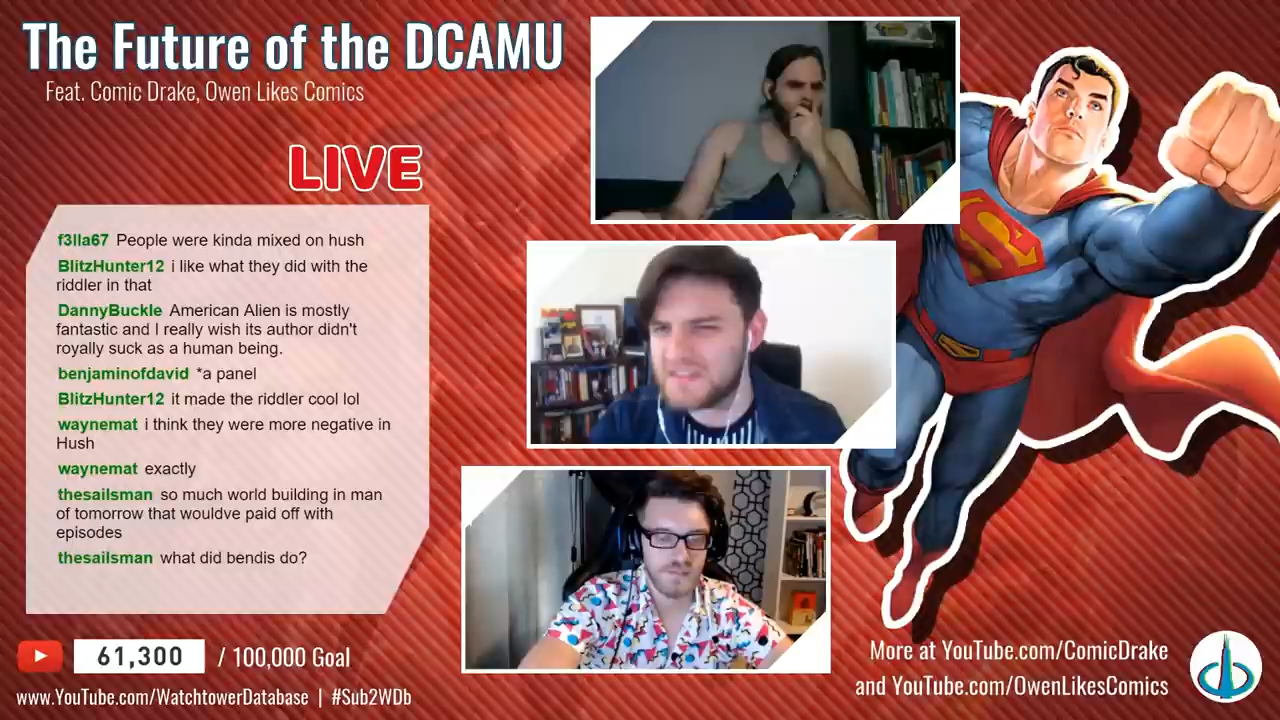 The Future of the DCAMU
Feat. Comic Drake, Owen Likes Comics
LIVE
f3lla67 People were kinda mixed on hush
BlitzHunter12 i like what they did with the
riddler in that
DannyBuckle American Alien is mostly
fantastic and I really wish its author didn't
royally suck as a human being.
benjaminofdavid *a panel
BlitzHunter12 it made the riddler cool lol
waynemat i think they were more negative in
Hush
waynemat exactly
thesailsman so much world building in man
of tomorrow that wouldve paid off with
episodes
thesailsman what did bendis do?
61,300 / 100,000 Goal
www.YouTube.com/WatchtowerDatabase | #Sub2WDb
More at YouTube.com/ComicDrake
and YouTube.com/OwenLikesComics